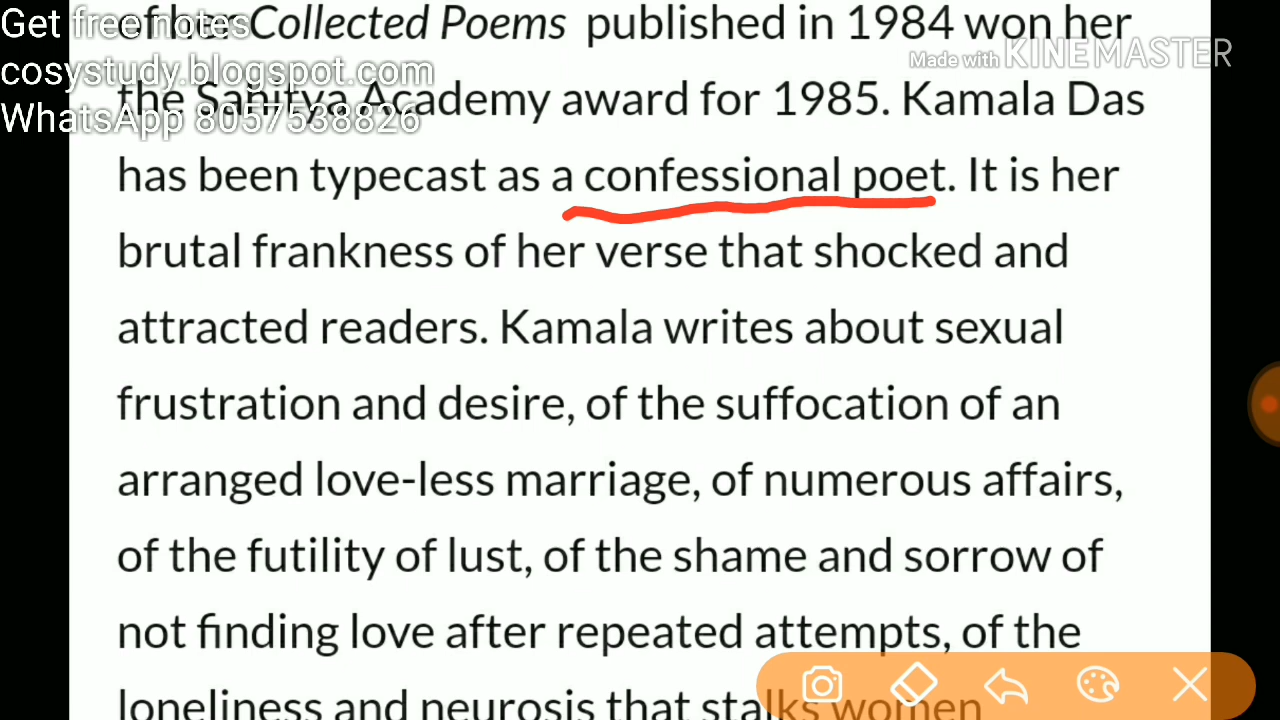 Get free notes
cosystudy.blogspot.com
WhatsApp 8057538826
Made with KINEMASTER
of her Collected Poems published in 1984 won her
the Sahitya Academy award for 1985. Kamala Das
has been typecast as a confessional poet. It is her
brutal frankness of her verse that shocked and
attracted readers. Kamala writes about sexual
frustration and desire, of the suffocation of an
arranged love-less marriage, of numerous affairs,
of the futility of lust, of the shame and sorrow of
not finding love after repeated attempts, of the
loneliness and neurosis that stalks women